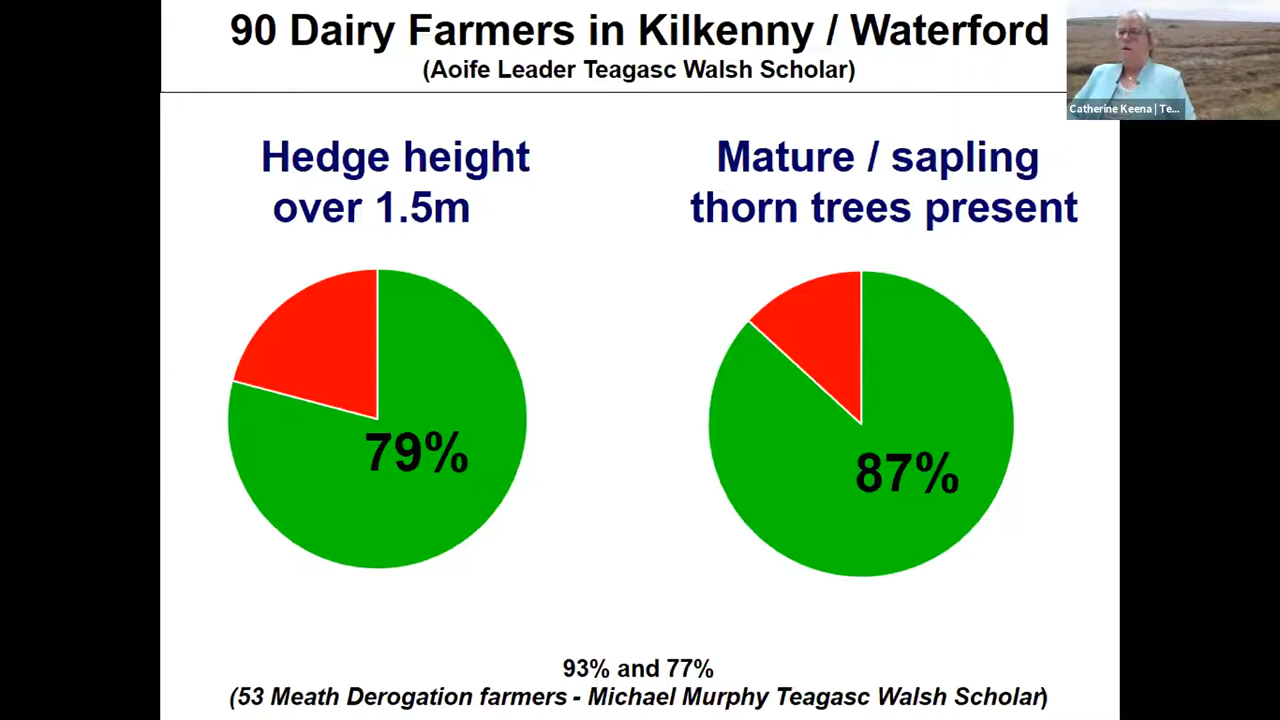 90 Dairy Farmers in Kilkenny / Waterford
(Aoife Leader Teagasc Walsh Scholar)
Catherine Keena | Te...
Hedge height
over 1.5m
Mature / sapling
thorn trees present
79%
87%
93% and 77%
(53 Meath Derogation farmers - Michael Murphy Teagasc Walsh Scholar)